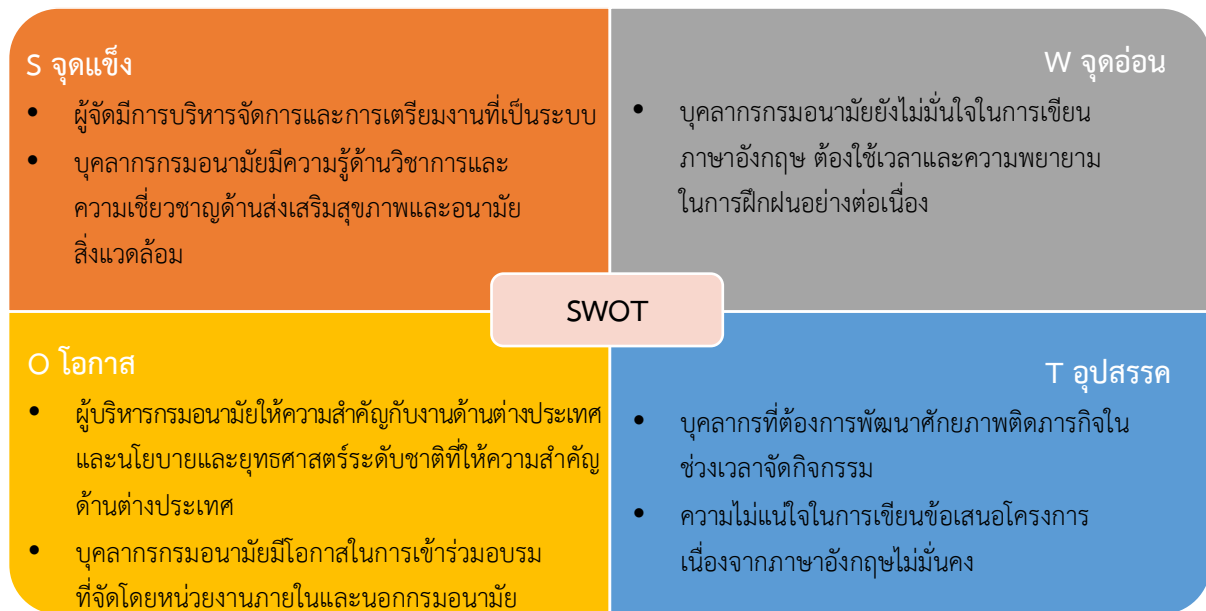 S จุดแข็ง
• ผู้จัดมีการบริหารจัดการและการเตรียมงานที่เป็นระบบ
• บุคลากรกรมอนามัยมีความรู้ด้านวิชาการและ
ความเชี่ยวชาญด้านส่งเสริมสุขภาพและอนามัย
สิ่งแวดล้อม
W จุดอ่อน
• บุคลากรกรมอนามัยยังไม่มั่นใจในการเขียน
ภาษาอังกฤษ ต้องใช้เวลาและความพยายาม
ในการฝึกฝนอย่างต่อเนื่อง
SWOT
O โอกาส
• ผู้บริหารกรมอนามัยให้ความสำคัญกับงานด้านต่างประเทศ
และนโยบายและยุทธศาสตร์ระดับชาติที่ให้ความสำคัญ
ด้านต่างประเทศ
• บุคลากรกรมอนามัยมีโอกาสในการเข้าร่วมอบรม
ที่จัดโดยหน่วยงานภายในและนอกกรมอนามัย
T อุปสรรค
• บุคลากรที่ต้องการพัฒนาศักยภาพติดภารกิจใน
ช่วงเวลาจัดกิจกรรม
• ความไม่แน่ใจในการเขียนข้อเสนอโครงการ
เนื่องจากภาษาอังกฤษไม่มั่นคง